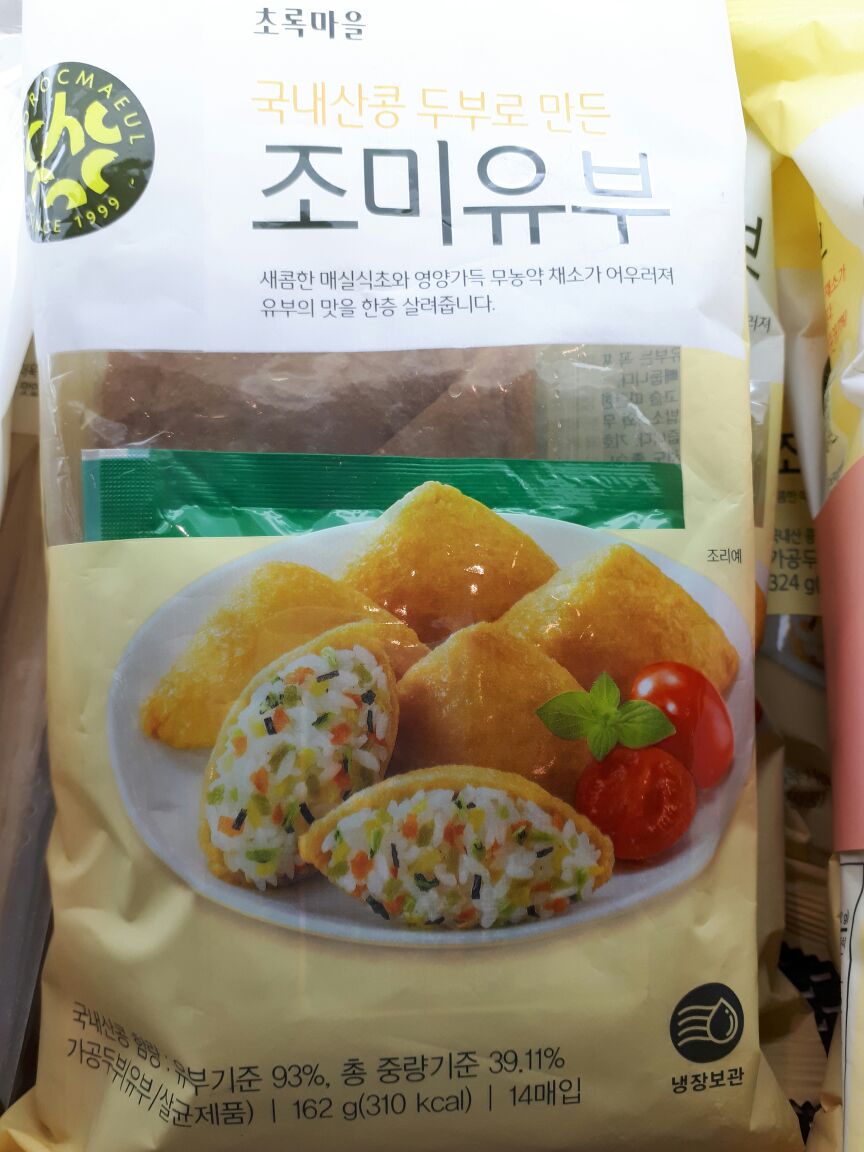 초록마을
CHOROCMAEUL
SINCE 1999
국내산콩 두부로 만든
조미유부
새콤한 매실식초와 영양가득 무농약 채소가 어우러져
유부의 맛을 한층 살려줍니다.
조리예
국내산콩 함량 : 유부기준 93%, 총 중량기준 39.11%
가공두부(유부/살균제품) | 162 g(310 kcal) | 14매입
냉장보관
324 g